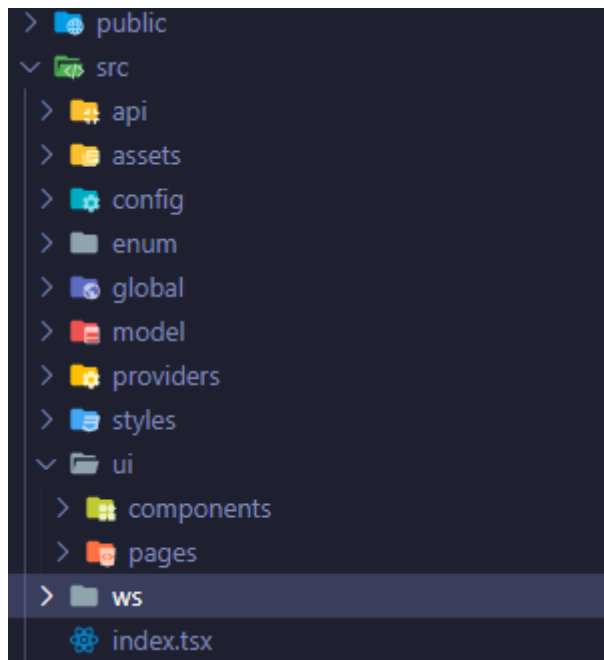 public
src
api
assets
config
enum
global
model
providers
styles
ui
components
pages
ws
index.tsx